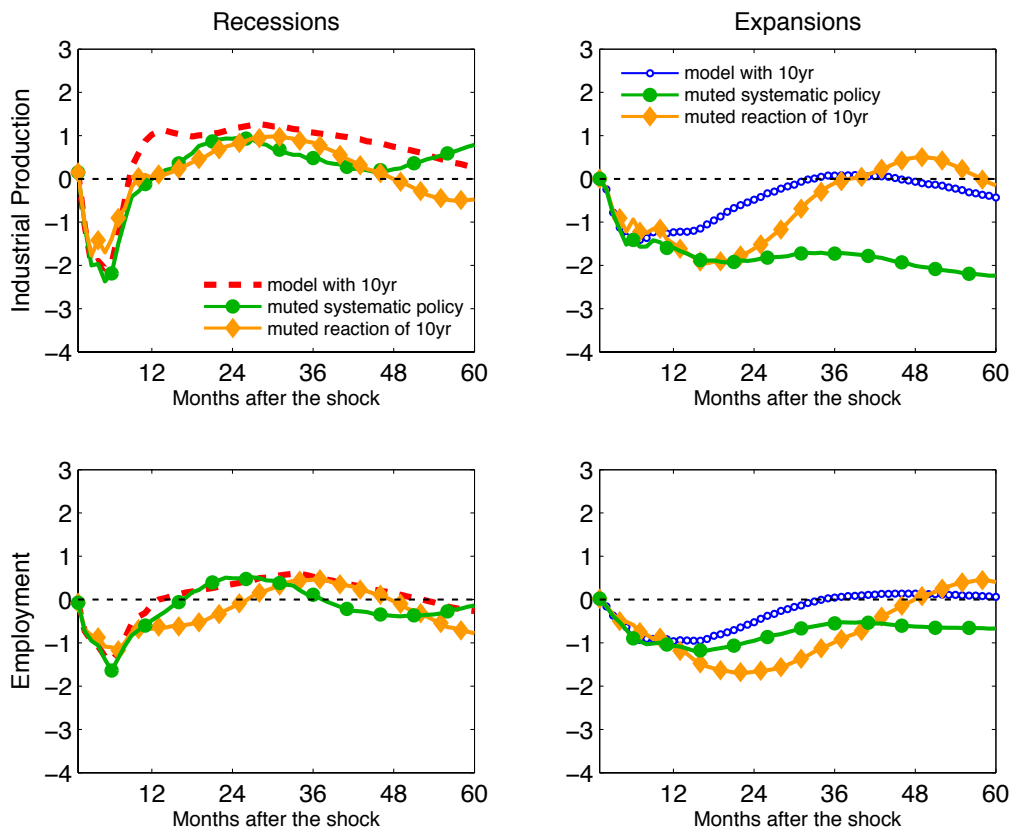 Recessions
Expansions
Industrial Production
3
2
1
0
−1
−2
−3
−4
model with 10yr
muted systematic policy
muted reaction of 10yr
12 24 36 48 60
Months after the shock
3
2
1
0
−1
−2
−3
−4
model with 10yr
muted systematic policy
muted reaction of 10yr
12 24 36 48 60
Months after the shock
Employment
3
2
1
0
−1
−2
−3
−4
12 24 36 48 60
Months after the shock
3
2
1
0
−1
−2
−3
−4
12 24 36 48 60
Months after the shock